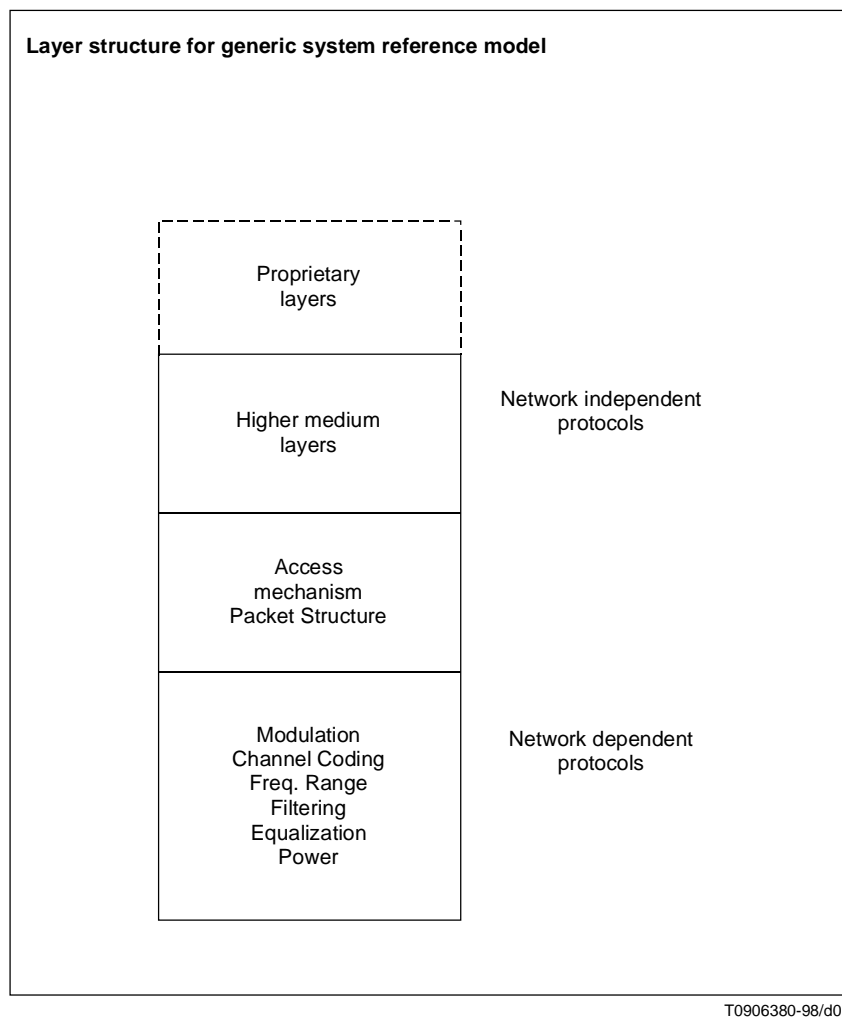 Layer structure for generic system reference model
Proprietary
layers
Higher medium
layers
Network independent
protocols
Access
mechanism
Packet Structure
Modulation
Channel Coding
Freq. Range
Filtering
Equalization
Power
Network dependent
protocols
T0906380-98/d0